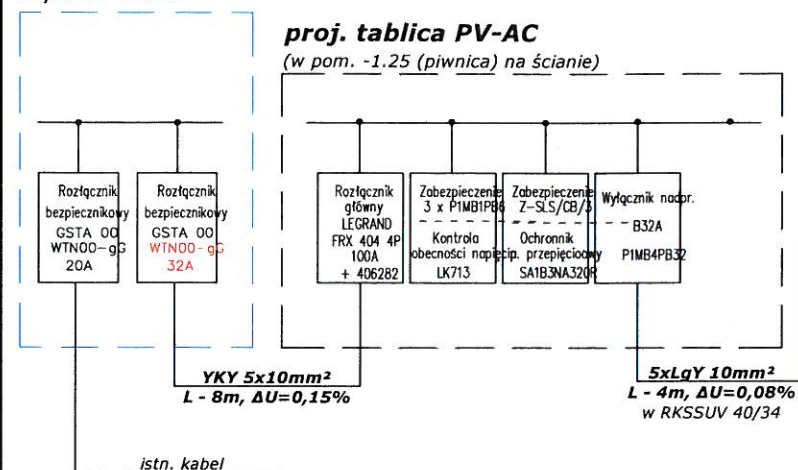 proj. tablica PV-AC
(w pom. -1.25 (piwnica) na ścianie)
Rozłącznik
bezpiecznikowy
GSTA 00
WTN00-gG
20A
Rozłącznik
bezpiecznikowy
GSTA 00
WTN00-gG
32A
Rozłącznik
główny
LEGRAND
FRX 404 4P
100A
+ 406282
Zabezpieczenie
3 x P1MB1PB6
Kontrola
obecności napięć
LK713
Zabezpieczenie
Z-SLS/CB/3
Ochronnik
p. przepięciowy
SA1B3NA320R
Wyłącznik nadpr.
B32A
P1MB4PB32
YKY 5x10mm²
L - 8m, ΔU=0,15%
5xLgY 10mm²
L - 4m, ΔU=0,08%
w RKSSUV 40/34
istn. kabel